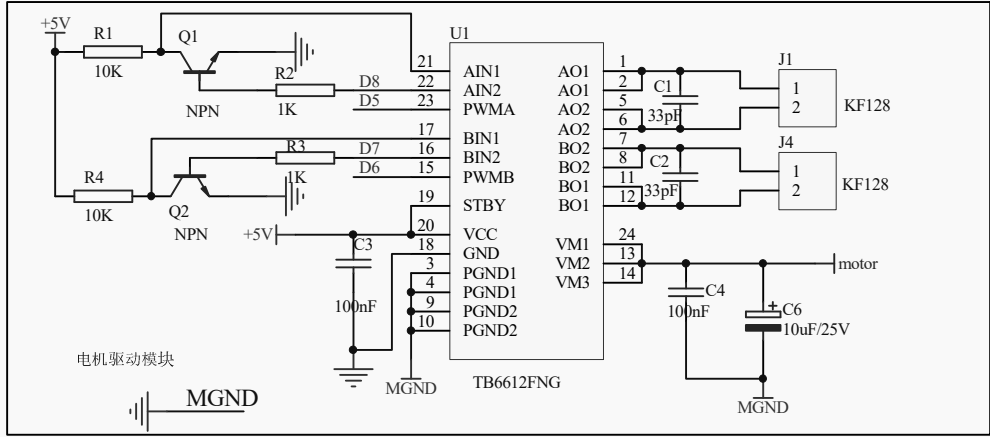 +5V
R1
10K
Q1
NPN
R2
1K
D8
D5
U1
21
22
23
17
16
15
19
20
18
3
4
9
10
AIN1
AIN2
PWMA
BIN1
BIN2
PWMB
STBY
VCC
GND
PGND1
PGND1
PGND2
PGND2
AO1
AO1
AO2
AO2
BO2
BO2
BO1
BO1
VM1
VM2
VM3
1
2
5
6
7
8
11
12
24
13
14
TB6612FNG
C1
33pF
J1
1
2
KF128
C2
33pF
J4
1
2
KF128
R3
1K
D7
D6
R4
10K
Q2
NPN
+5V
C3
100nF
motor
C4
100nF
+
C6
10uF/25V
MGND
MGND
电机驱动模块
MGND